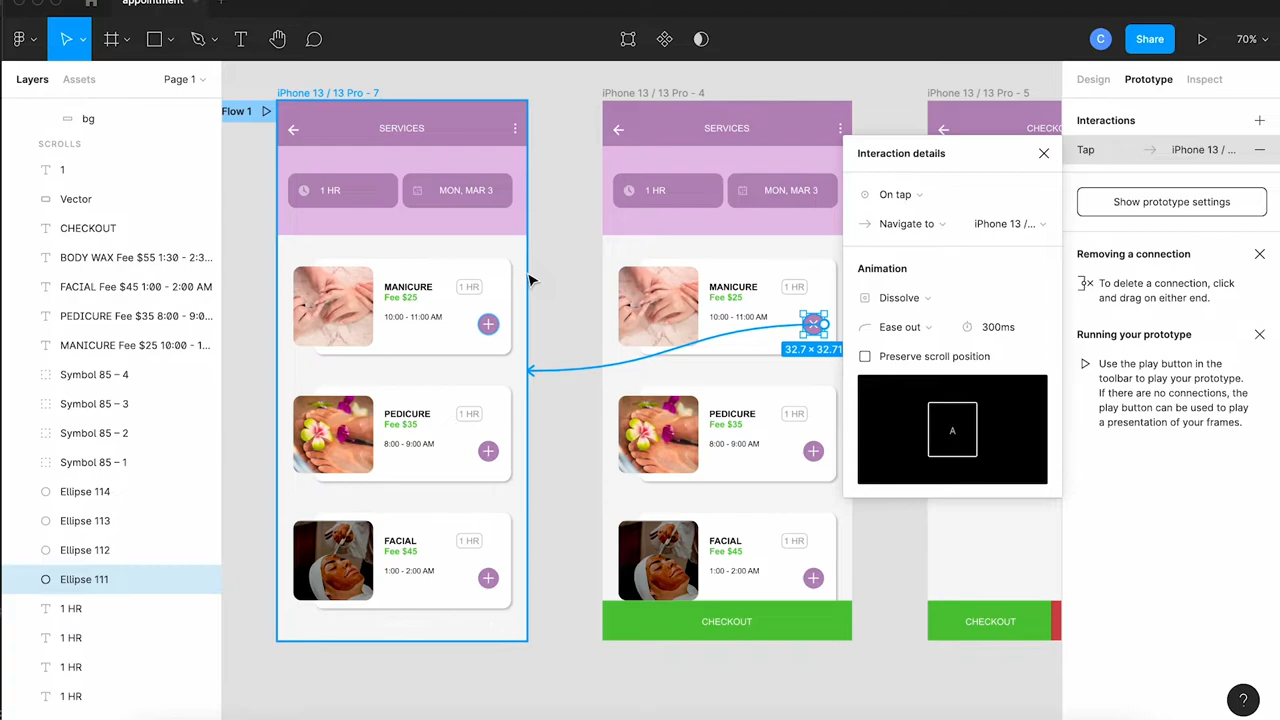 appointment
C
Share
70%
Layers
Assets
Page 1
bg
SCROLLS
1
Vector
CHECKOUT
BODY WAX Fee $55 1:30 - 2:3...
FACIAL Fee $45 1:00 - 2:00 AM
PEDICURE Fee $35 8:00 - 9:0...
MANICURE Fee $25 10:00 - 1...
Symbol 85 – 4
Symbol 85 – 3
Symbol 85 – 2
Symbol 85 – 1
Ellipse 114
Ellipse 113
Ellipse 112
Ellipse 111
1 HR
1 HR
1 HR
1 HR
Flow 1
iPhone 13 / 13 Pro - 7
SERVICES
1 HR
MON, MAR 3
MANICURE
1 HR
Fee $25
10:00 - 11:00 AM
PEDICURE
1 HR
Fee $35
8:00 - 9:00 AM
FACIAL
1 HR
Fee $45
1:00 - 2:00 AM
iPhone 13 / 13 Pro - 4
SERVICES
1 HR
MON, MAR 3
MANICURE
1 HR
Fee $25
10:00 - 11:00 AM
32.7 × 32.71
PEDICURE
1 HR
Fee $35
8:00 - 9:00 AM
FACIAL
1 HR
Fee $45
1:00 - 2:00 AM
CHECKOUT
iPhone 13 / 13 Pro - 5
CHECKO
CHECKOUT
Interaction details
On tap
Navigate to
iPhone 13 /...
Animation
Dissolve
Ease out
300ms
Preserve scroll position
A
Design
Prototype
Inspect
Interactions
Tap
iPhone 13 / ...
Show prototype settings
Removing a connection
To delete a connection, click
and drag on either end.
Running your prototype
Use the play button in the
toolbar to play your prototype.
If there are no connections, the
play button can be used to play
a presentation of your frames.
?